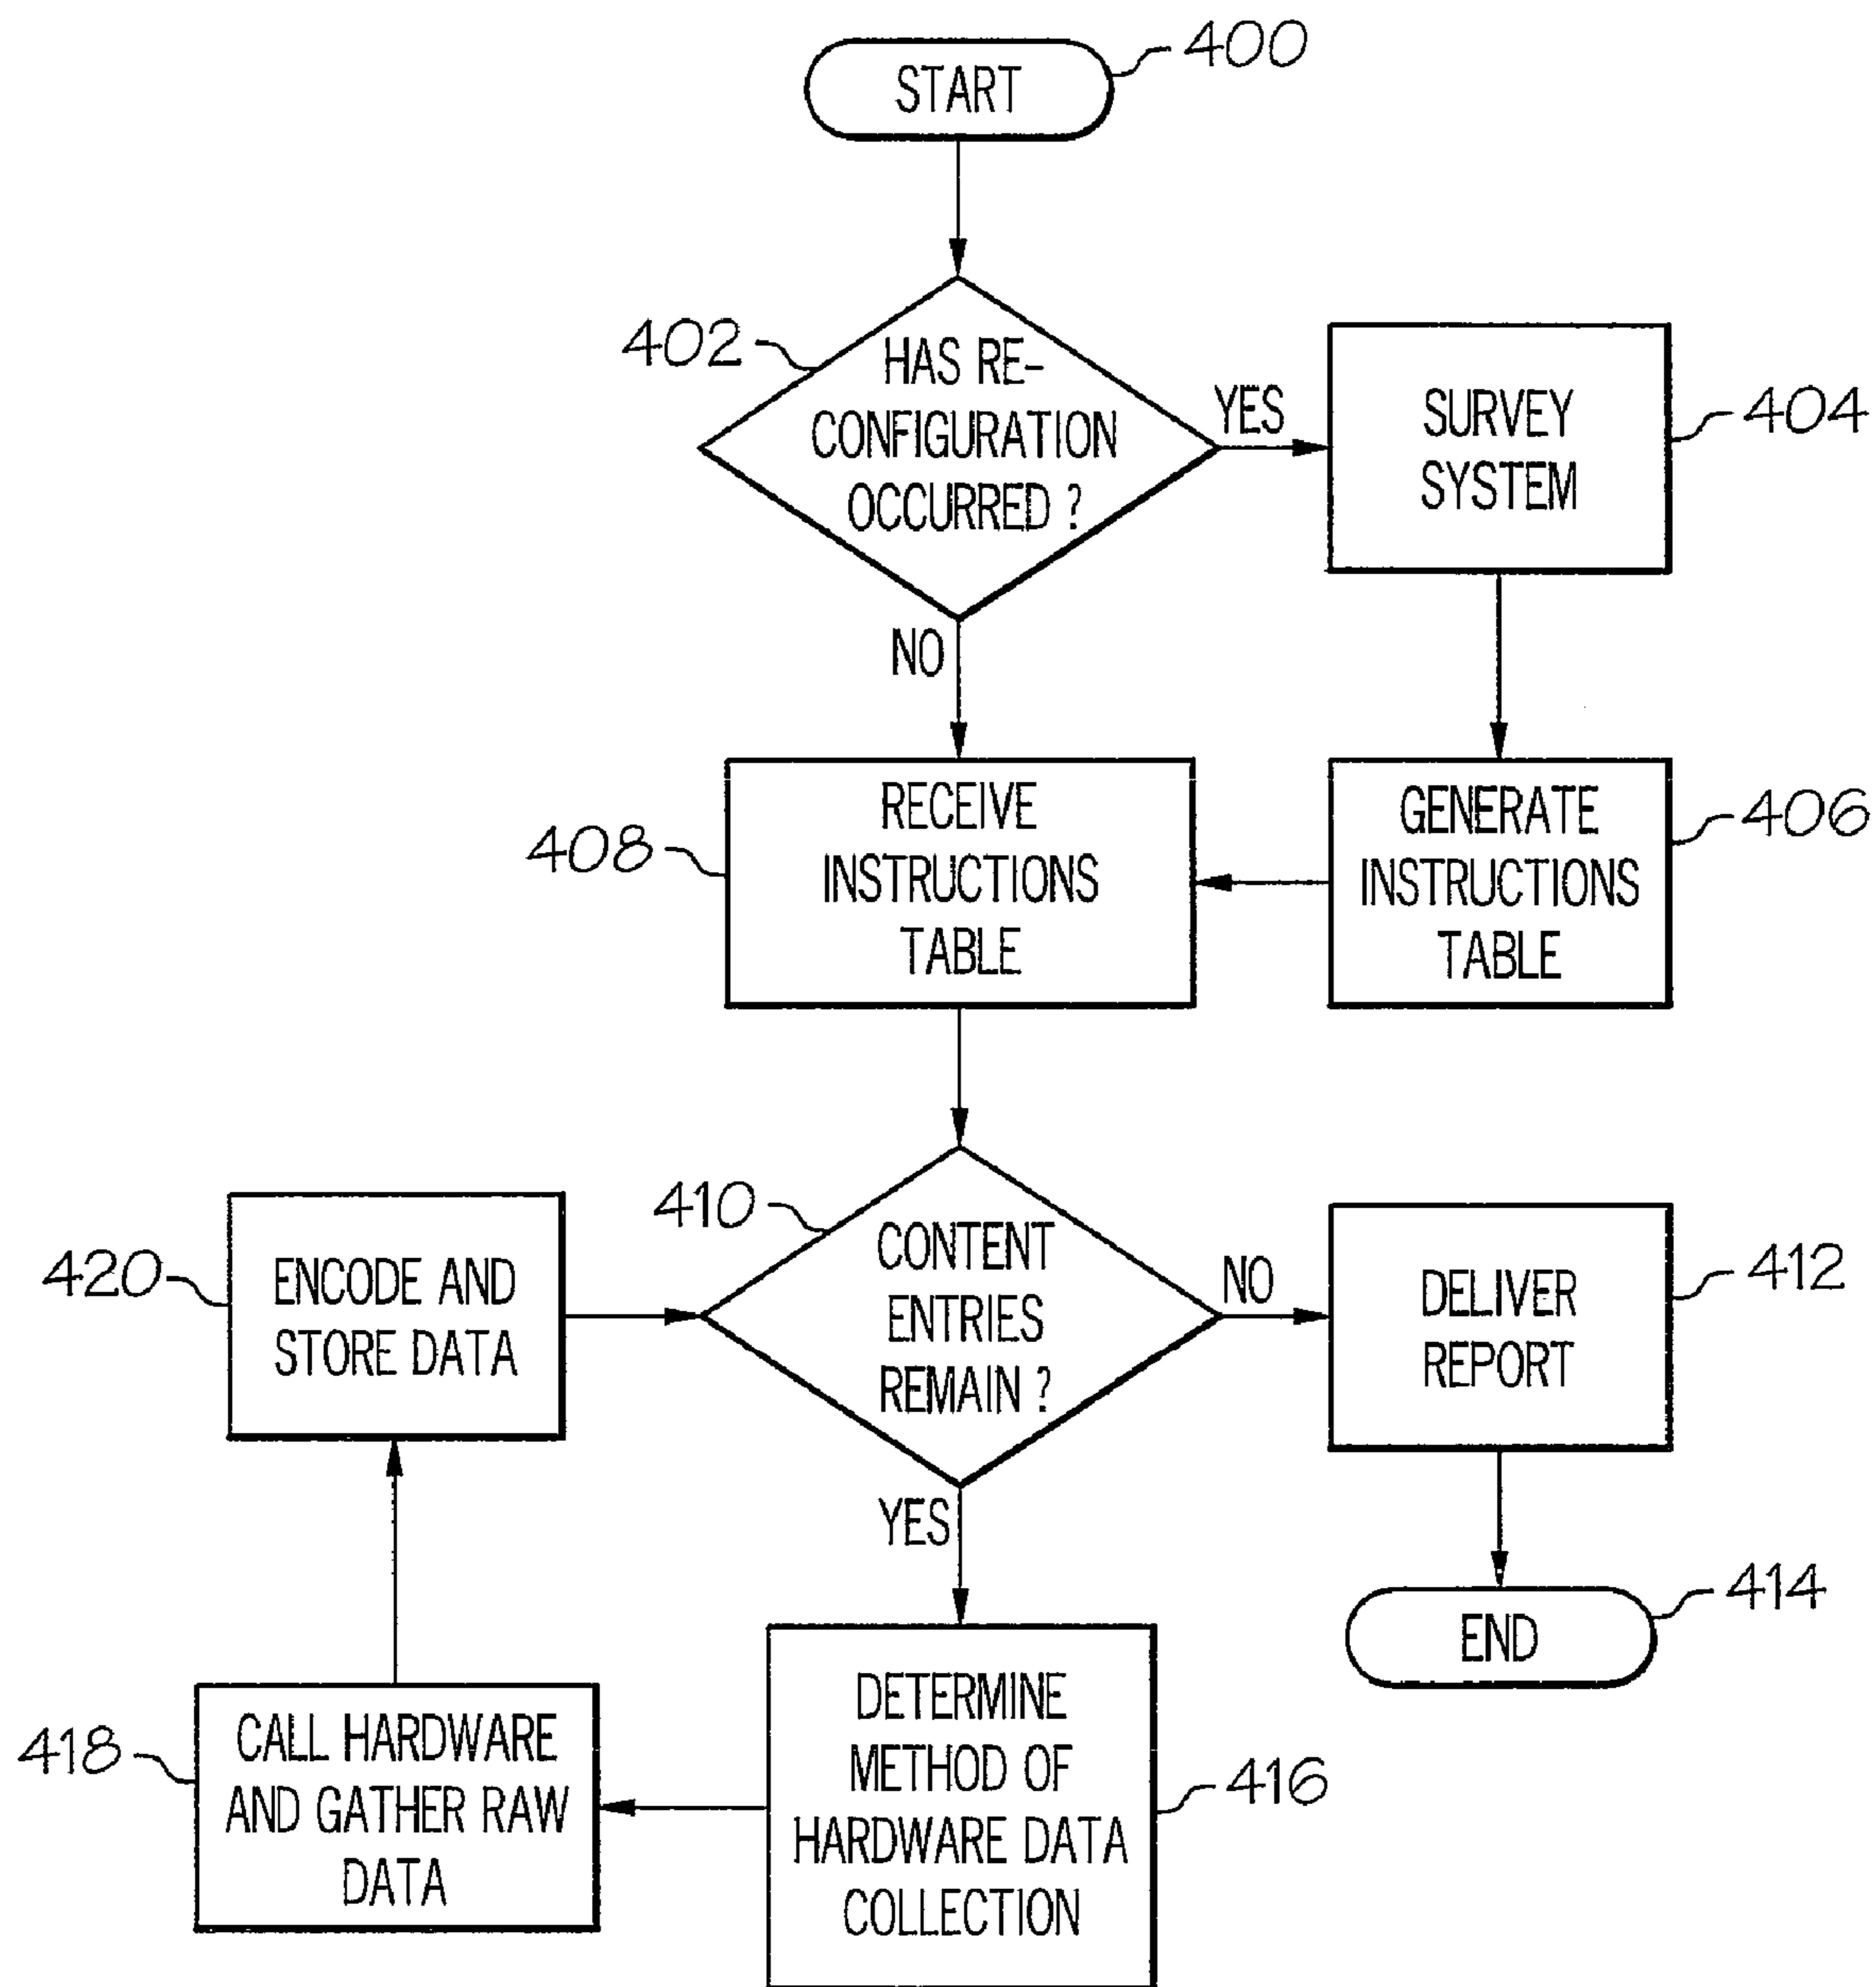 START
400
402
HAS RE-
CONFIGURATION
OCCURRED ?
YES
SURVEY
SYSTEM
404
NO
408
RECEIVE
INSTRUCTIONS
TABLE
GENERATE
INSTRUCTIONS
TABLE
406
410
CONTENT
ENTRIES
REMAIN ?
NO
DELIVER
REPORT
412
420
ENCODE AND
STORE DATA
YES
END
414
418
CALL HARDWARE
AND GATHER RAW
DATA
DETERMINE
METHOD OF
HARDWARE DATA
COLLECTION
416